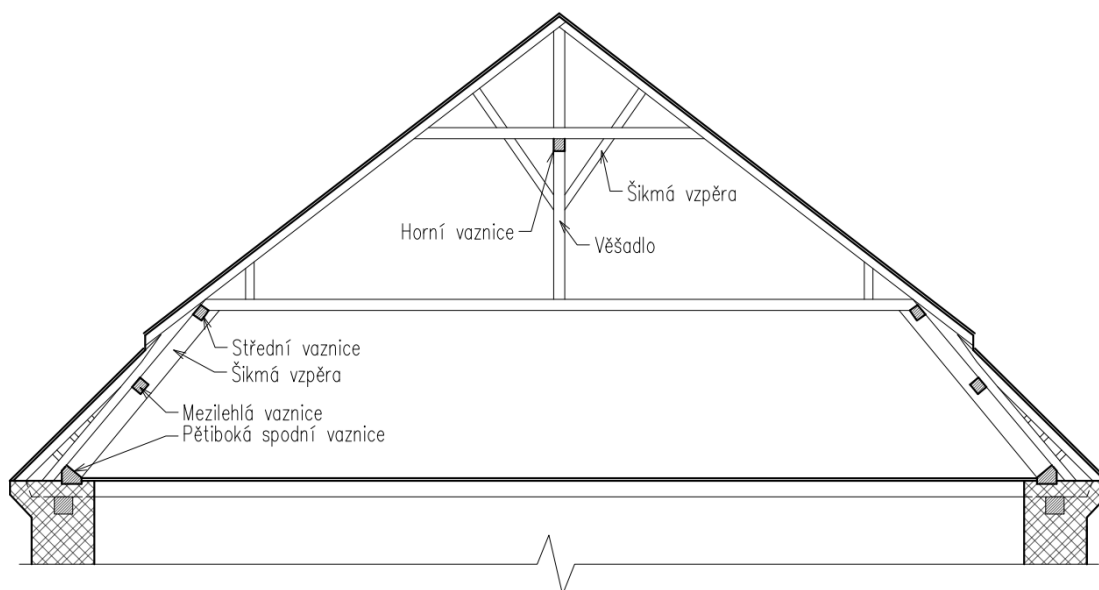 Šikmá vzpěra
Horní vaznice
Věšadlo
Střední vaznice
Šikmá vzpěra
Mezilehlá vaznice
Pětiboká spodní vaznice